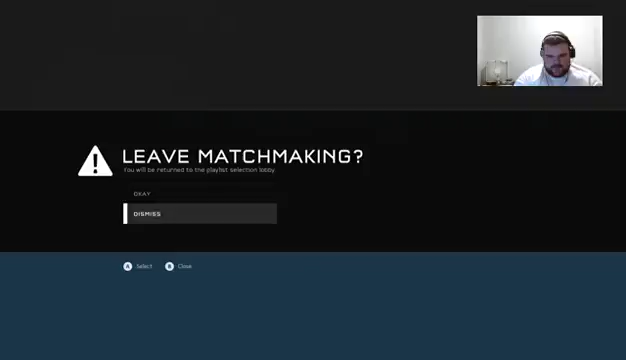 LEAVE MATCHMAKING?
You will be returned to the playlist selection lobby.
OKAY
DISMISS
A Select B Close